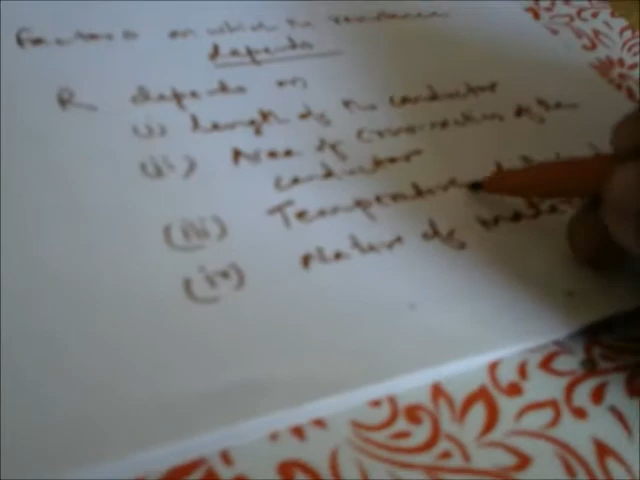 Factors on which the resistance
depends
R depends on
(i) Length of the conductor
(ii) Area of cross-section of the
conductor
(iii) Temperature
(iv) Nature of